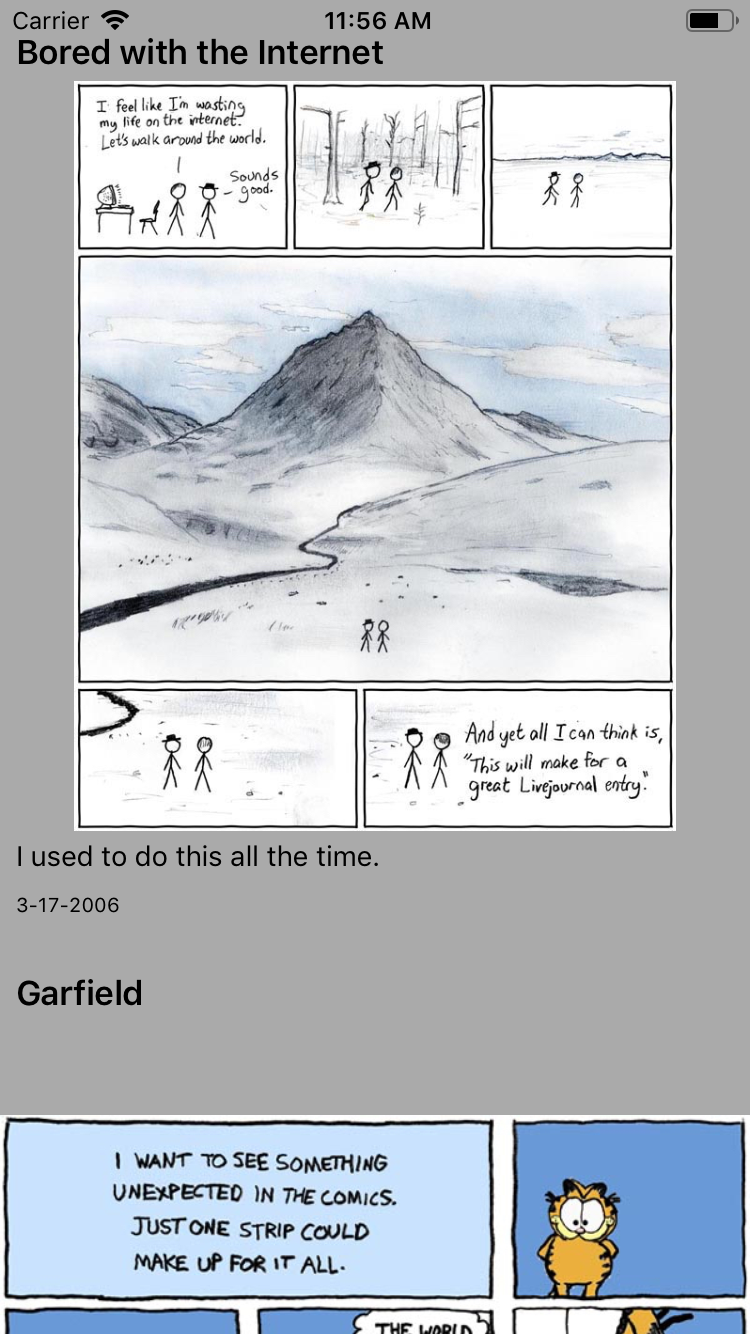 Carrier 11:56 AM
Bored with the Internet
I feel like I'm wasting
my life on the internet.
Let's walk around the world.
Sounds
good.
And yet all I can think is,
"This will make for a
great Livejournal entry."
I used to do this all the time.
3-17-2006
Garfield
I WANT TO SEE SOMETHING
UNEXPECTED IN THE COMICS.
JUST ONE STRIP COULD
MAKE UP FOR IT ALL.
THE WORLD